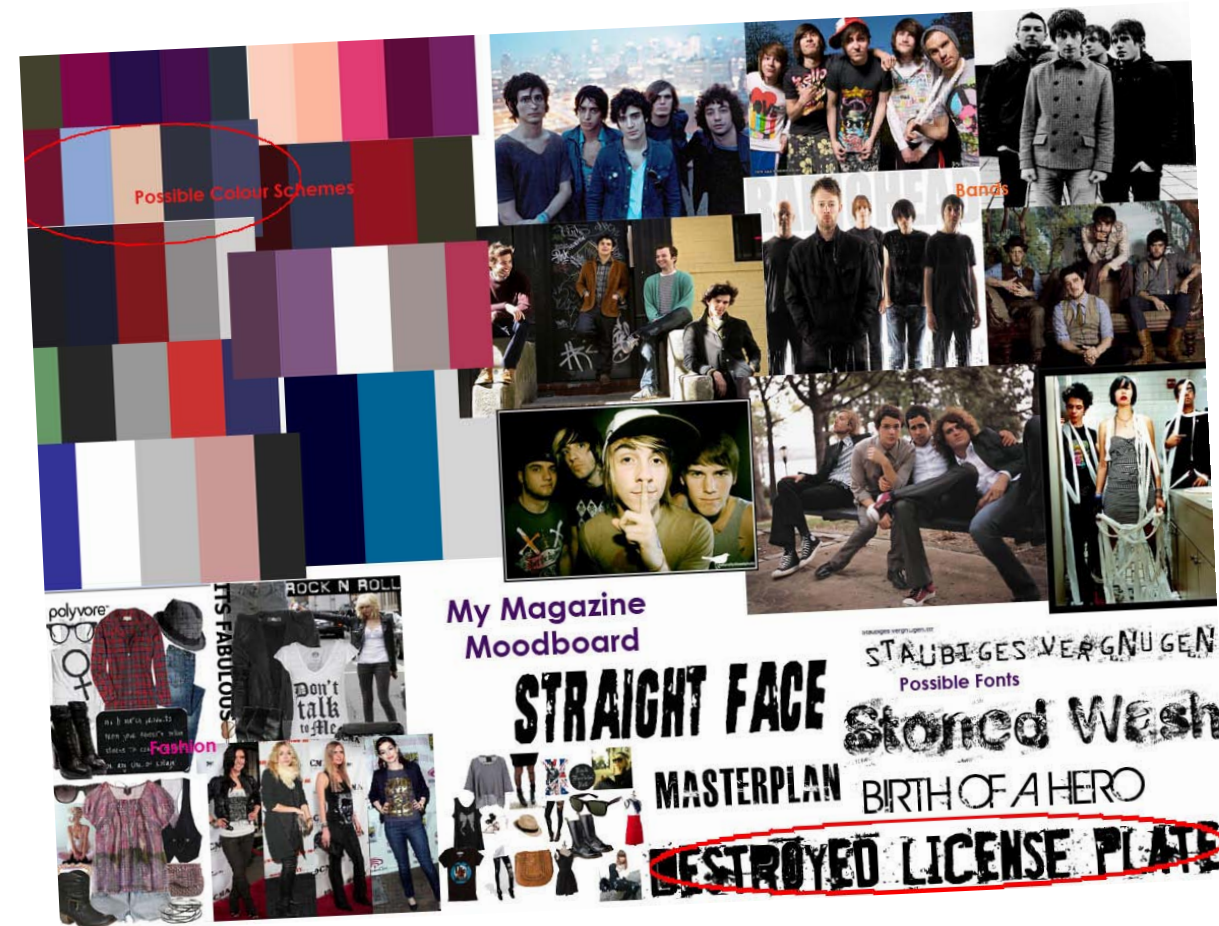 Possible Colour Schemes
Bands
RADIOHEAD
polyvore
ITS FABULOUS
ROCK N ROLL
Don't
talk
to Me
Fashion
My Magazine
Moodboard
STRAIGHT FACE
STAUBIGES VERGNUGEN
Possible Fonts
Stoned Wash
MASTERPLAN
BIRTH OF A HERO
DESTROYED LICENSE PLATE